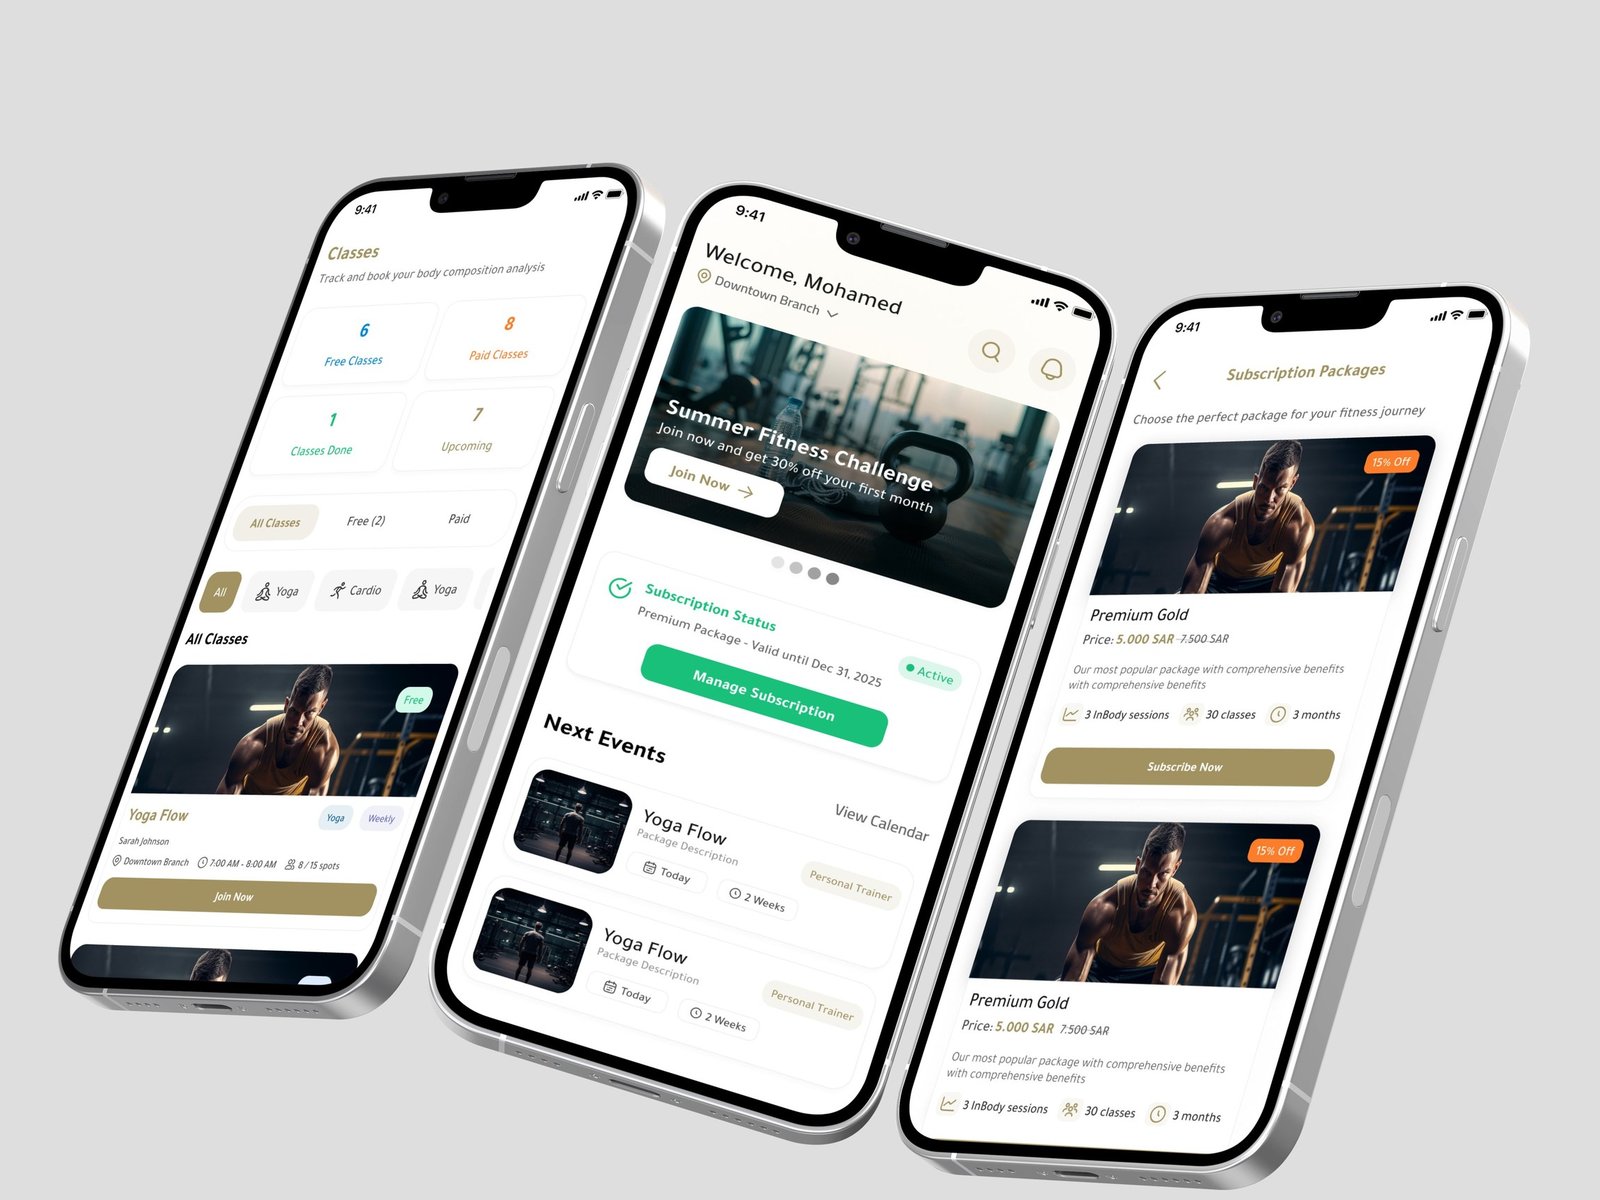 9:41
Classes
Track and book your body composition analysis
6
Free Classes
8
Paid Classes
1
Classes Done
7
Upcoming
All Classes
Free (2)
Paid
All
Yoga
Cardio
Yoga
All Classes
Free
Yoga Flow
Yoga
Weekly
Sarah Johnson
Downtown Branch
7:00 AM - 8:00 AM
8 / 15 spots
Join Now
9:41
Welcome, Mohamed
Downtown Branch
Summer Fitness Challenge
Join now and get 30% off your first month
Join Now
Subscription Status
Premium Package - Valid until Dec 31, 2025
Active
Manage Subscription
Next Events
View Calendar
Yoga Flow
Package Description
Today
2 Weeks
Personal Trainer
Yoga Flow
Package Description
Today
2 Weeks
Personal Trainer
9:41
Subscription Packages
Choose the perfect package for your fitness journey
15% Off
Premium Gold
Price: 5.000 SAR 7.500 SAR
Our most popular package with comprehensive benefits
with comprehensive benefits
3 InBody sessions
30 classes
3 months
Subscribe Now
15% Off
Premium Gold
Price: 5.000 SAR 7.500 SAR
Our most popular package with comprehensive benefits
with comprehensive benefits
3 InBody sessions
30 classes
3 months